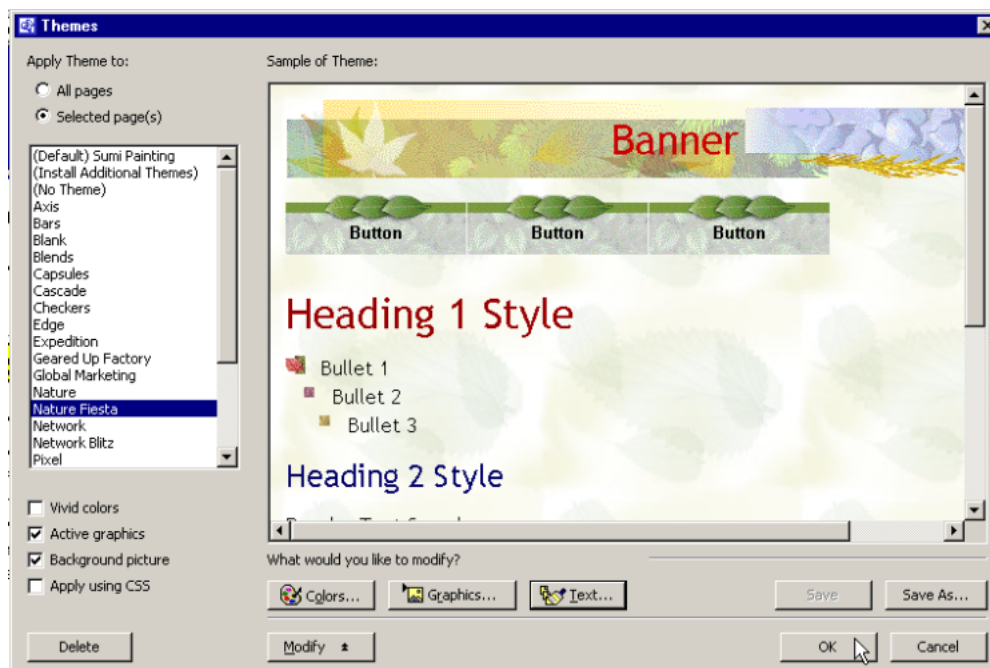 Themes
Apply Theme to:
All pages
Selected page(s)
(Default) Sumi Painting
(Install Additional Themes)
(No Theme)
Axis
Bars
Blank
Blends
Capsules
Cascade
Checkers
Edge
Expedition
Geared Up Factory
Global Marketing
Nature
Nature Fiesta
Network
Network Blitz
Pixel
Vivid colors
Active graphics
Background picture
Apply using CSS
Delete
Sample of Theme:
Banner
Button Button Button
Heading 1 Style
Bullet 1
Bullet 2
Bullet 3
Heading 2 Style
What would you like to modify?
Colors... Graphics... Text... Save Save As...
Modify OK Cancel